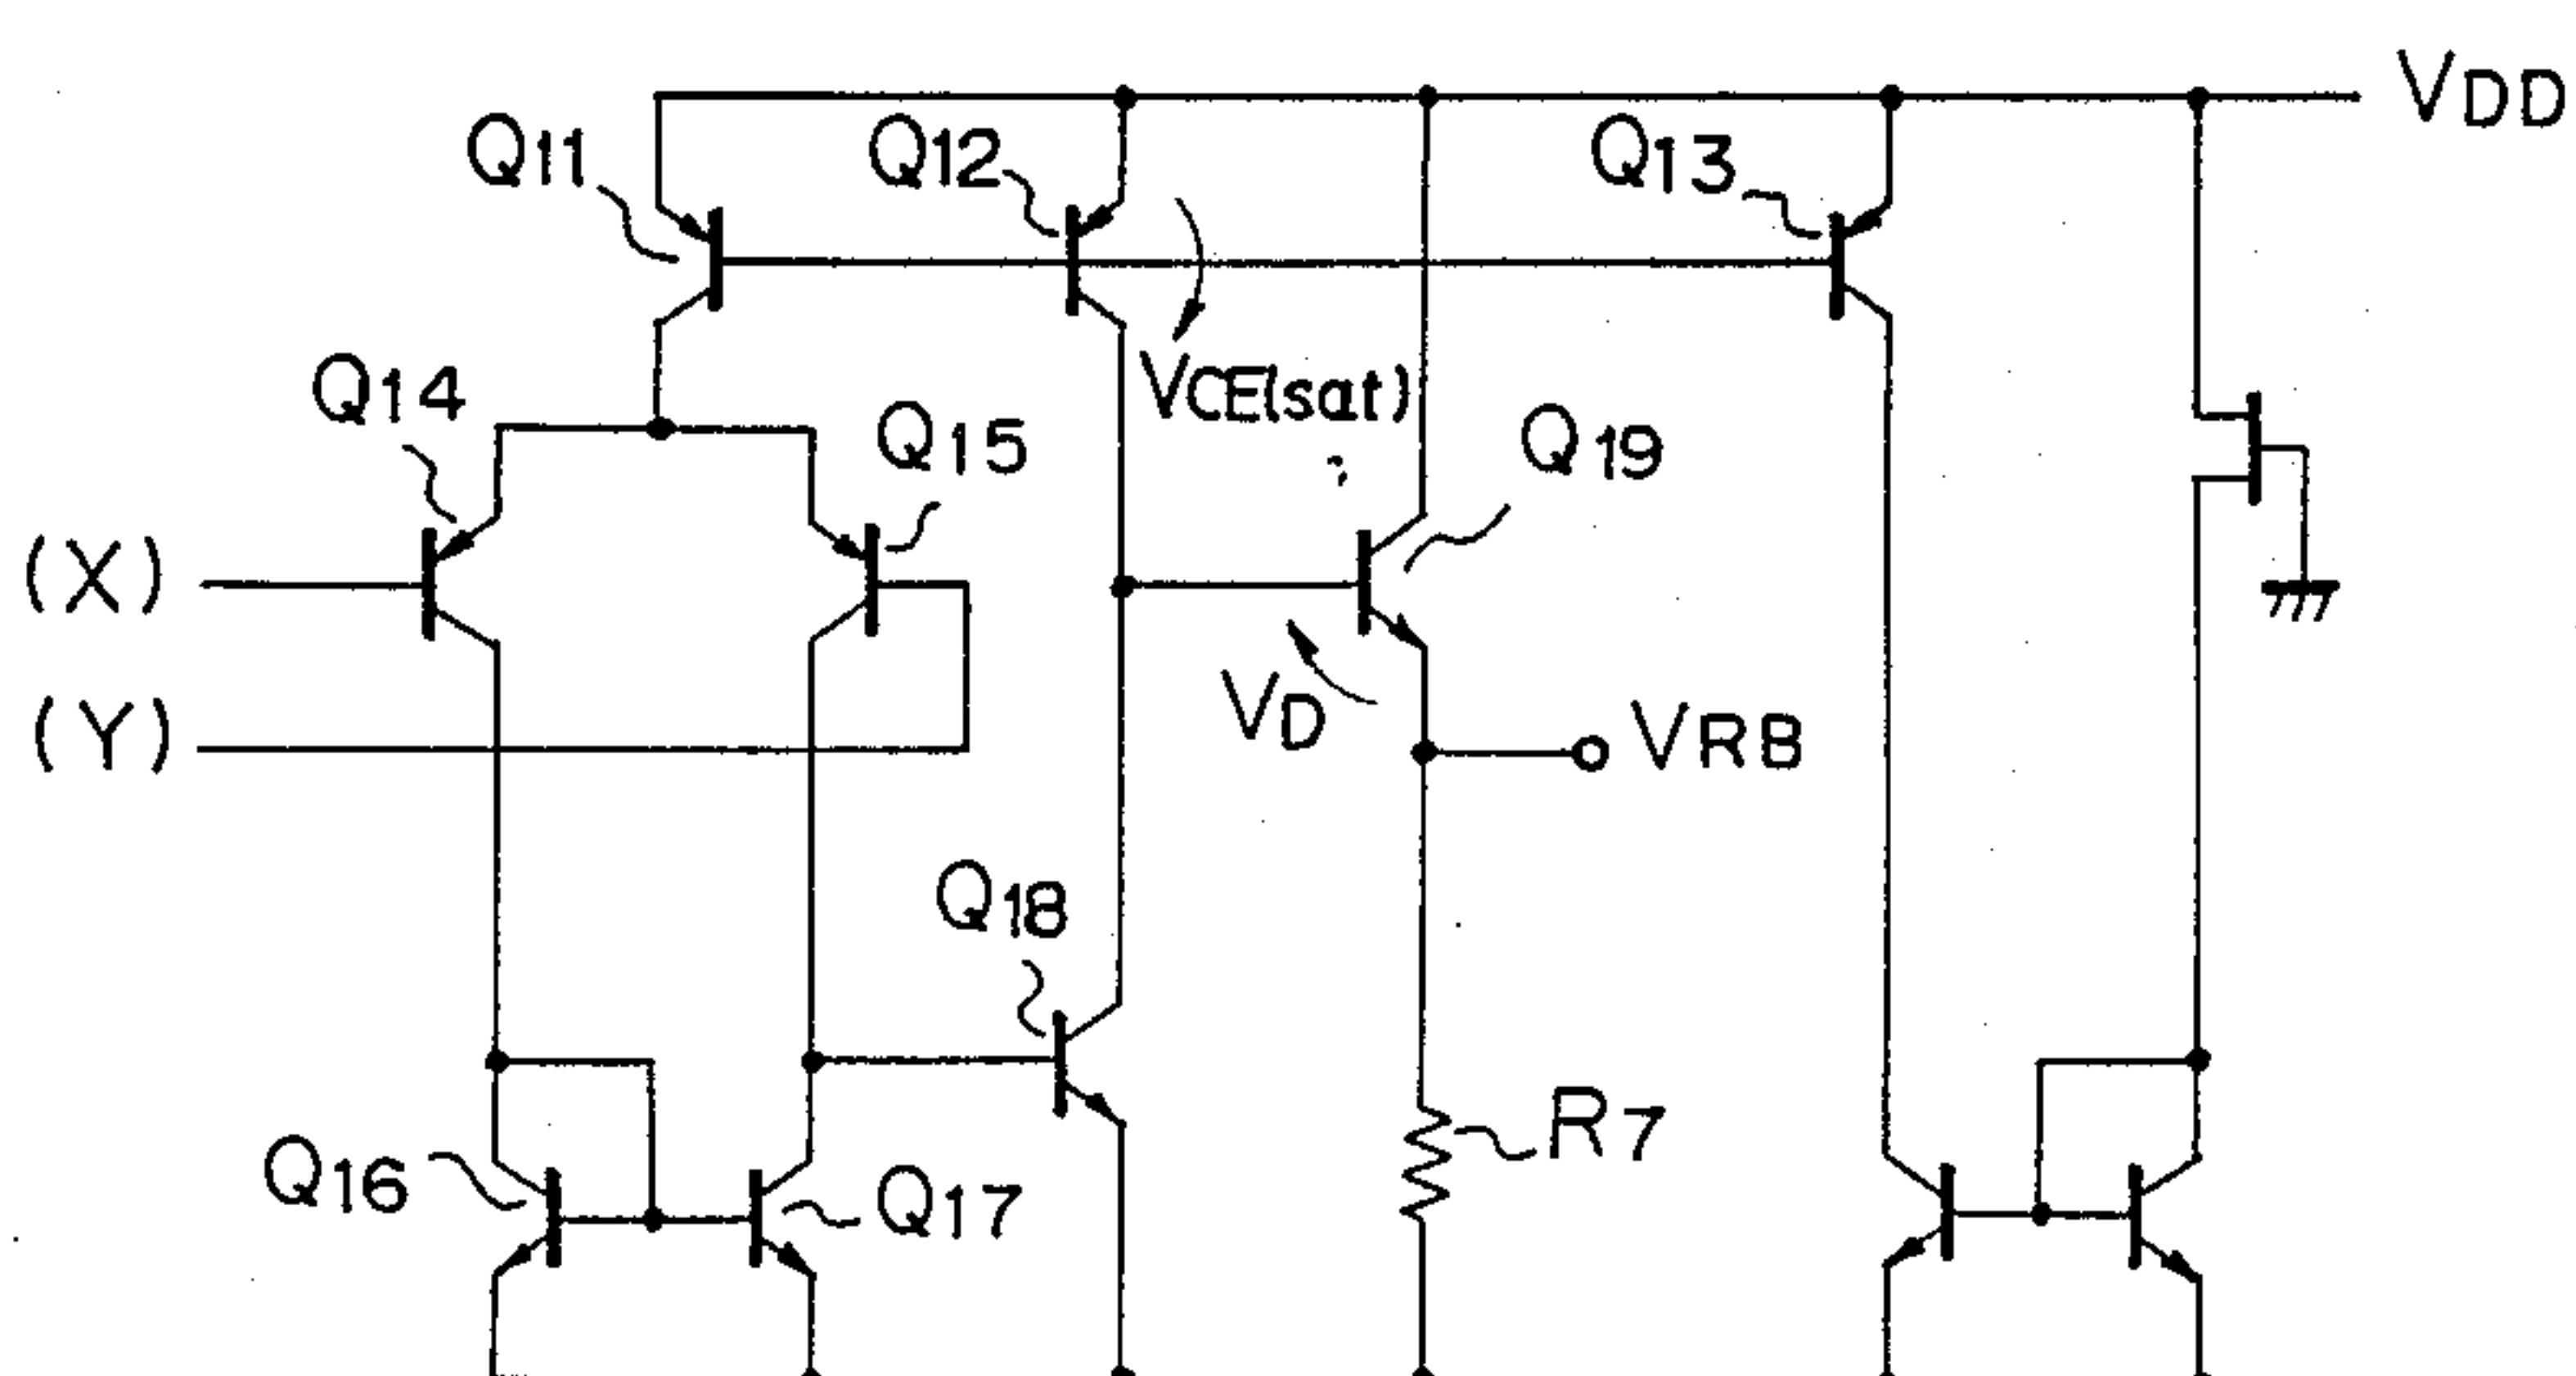 VDD
Q11
Q12
Q13
VCE(sat)
Q14
Q15
Q19
(X)
(Y)
VD
VRB
Q18
R7
Q16
Q17